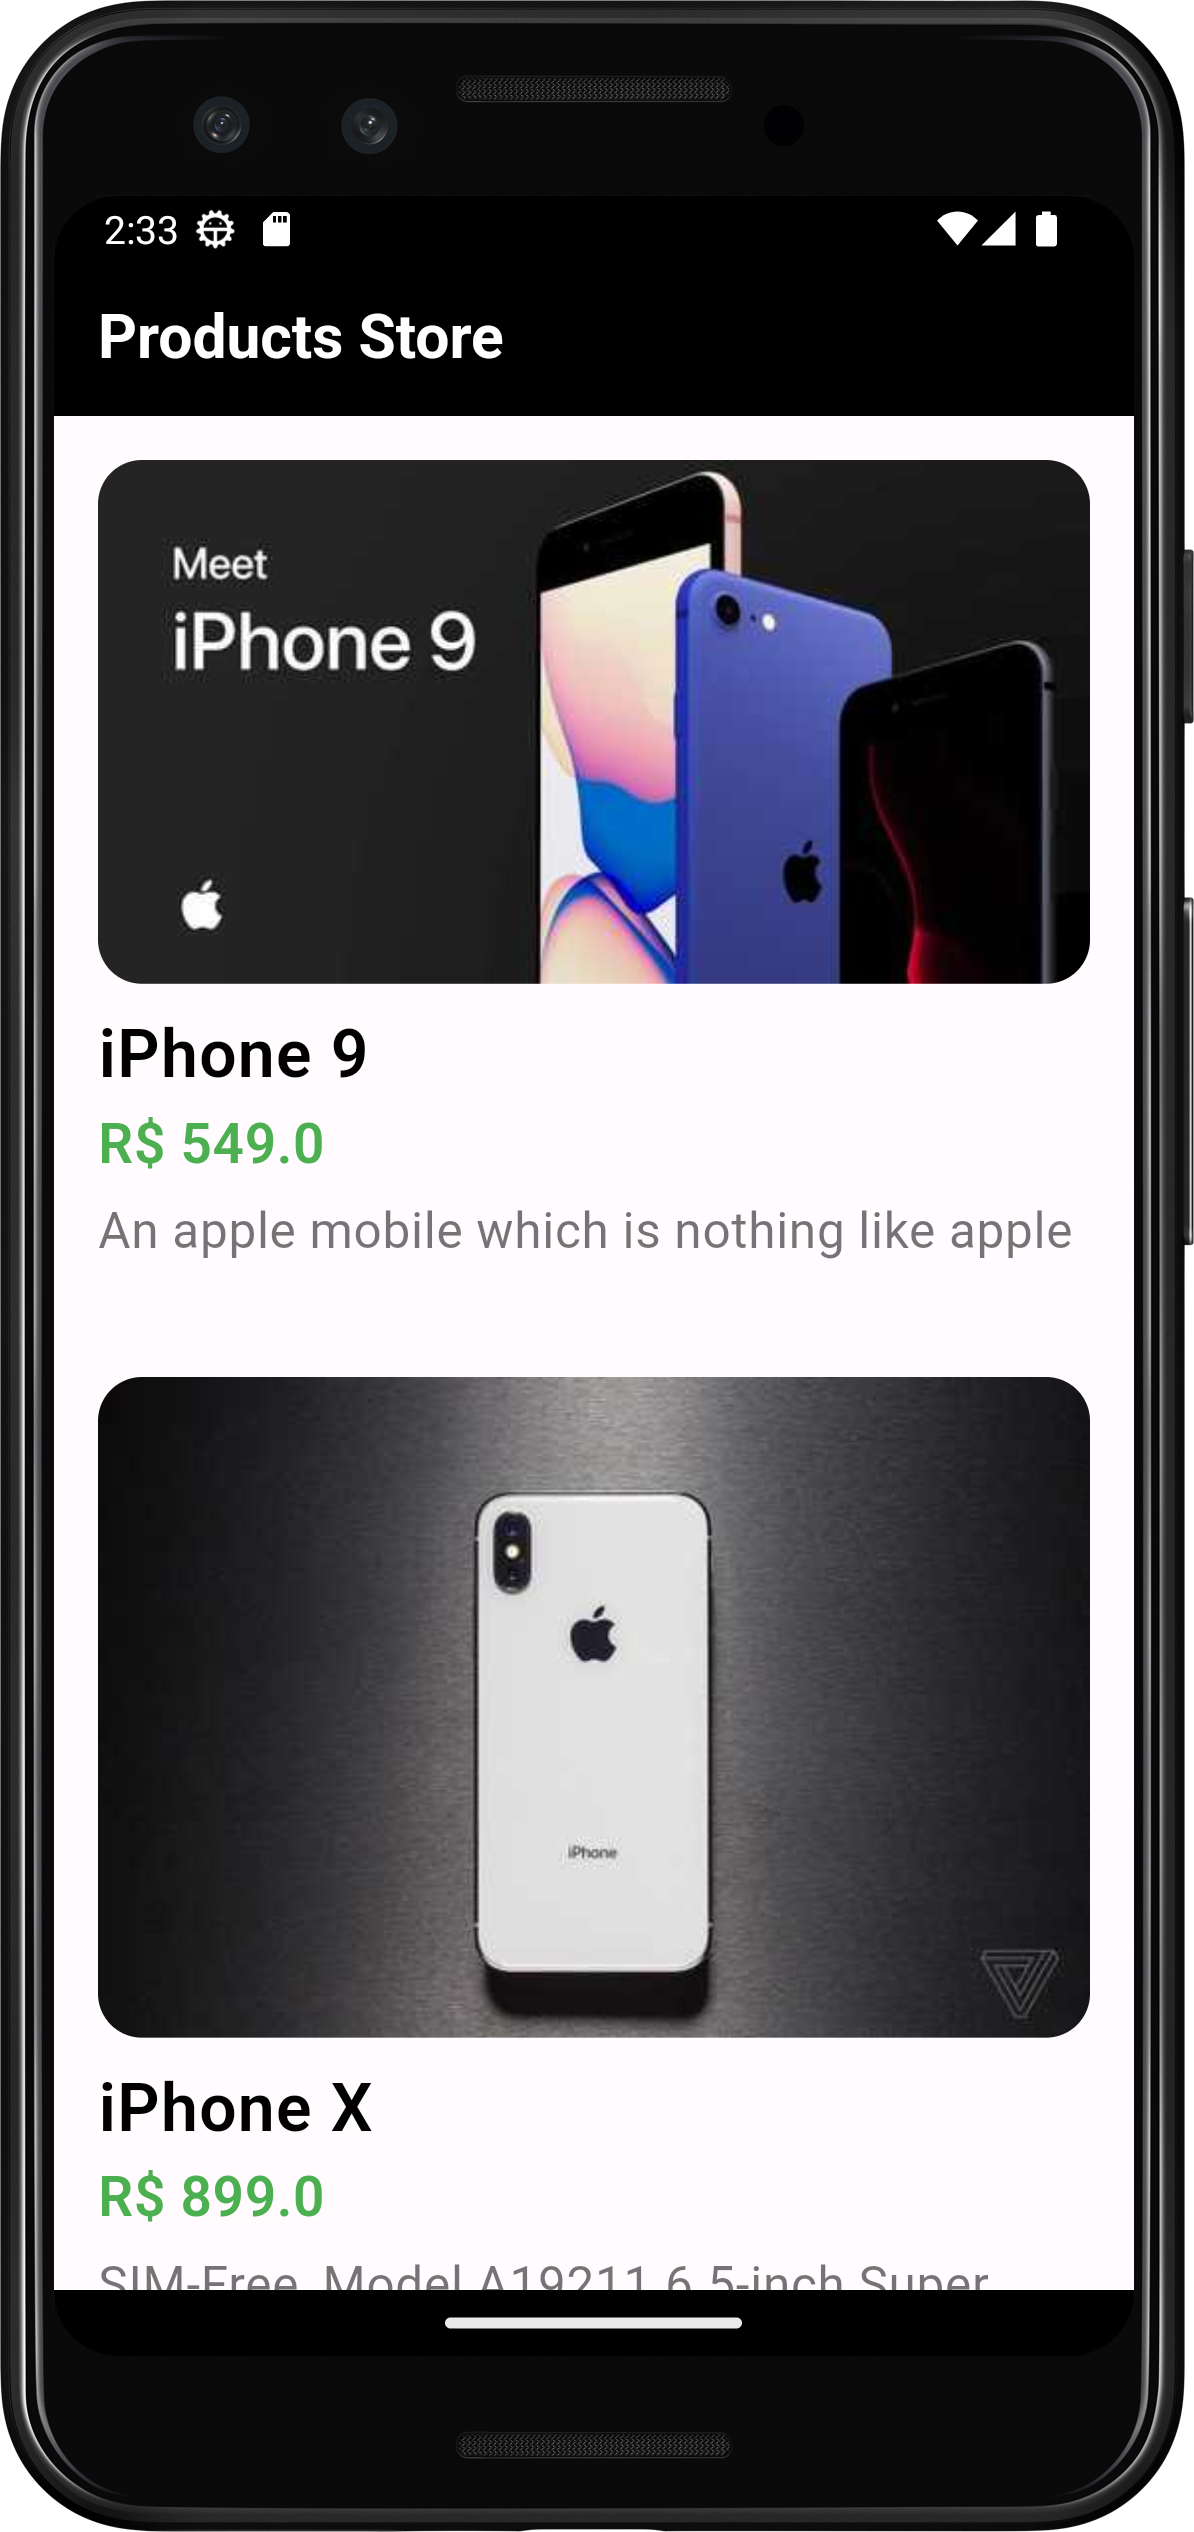 2:33
Products Store
Meet
iPhone 9
iPhone 9
R$ 549.0
An apple mobile which is nothing like apple
iPhone
iPhone X
R$ 899.0
SIM-Free, Model A19211 6.5-inch Super